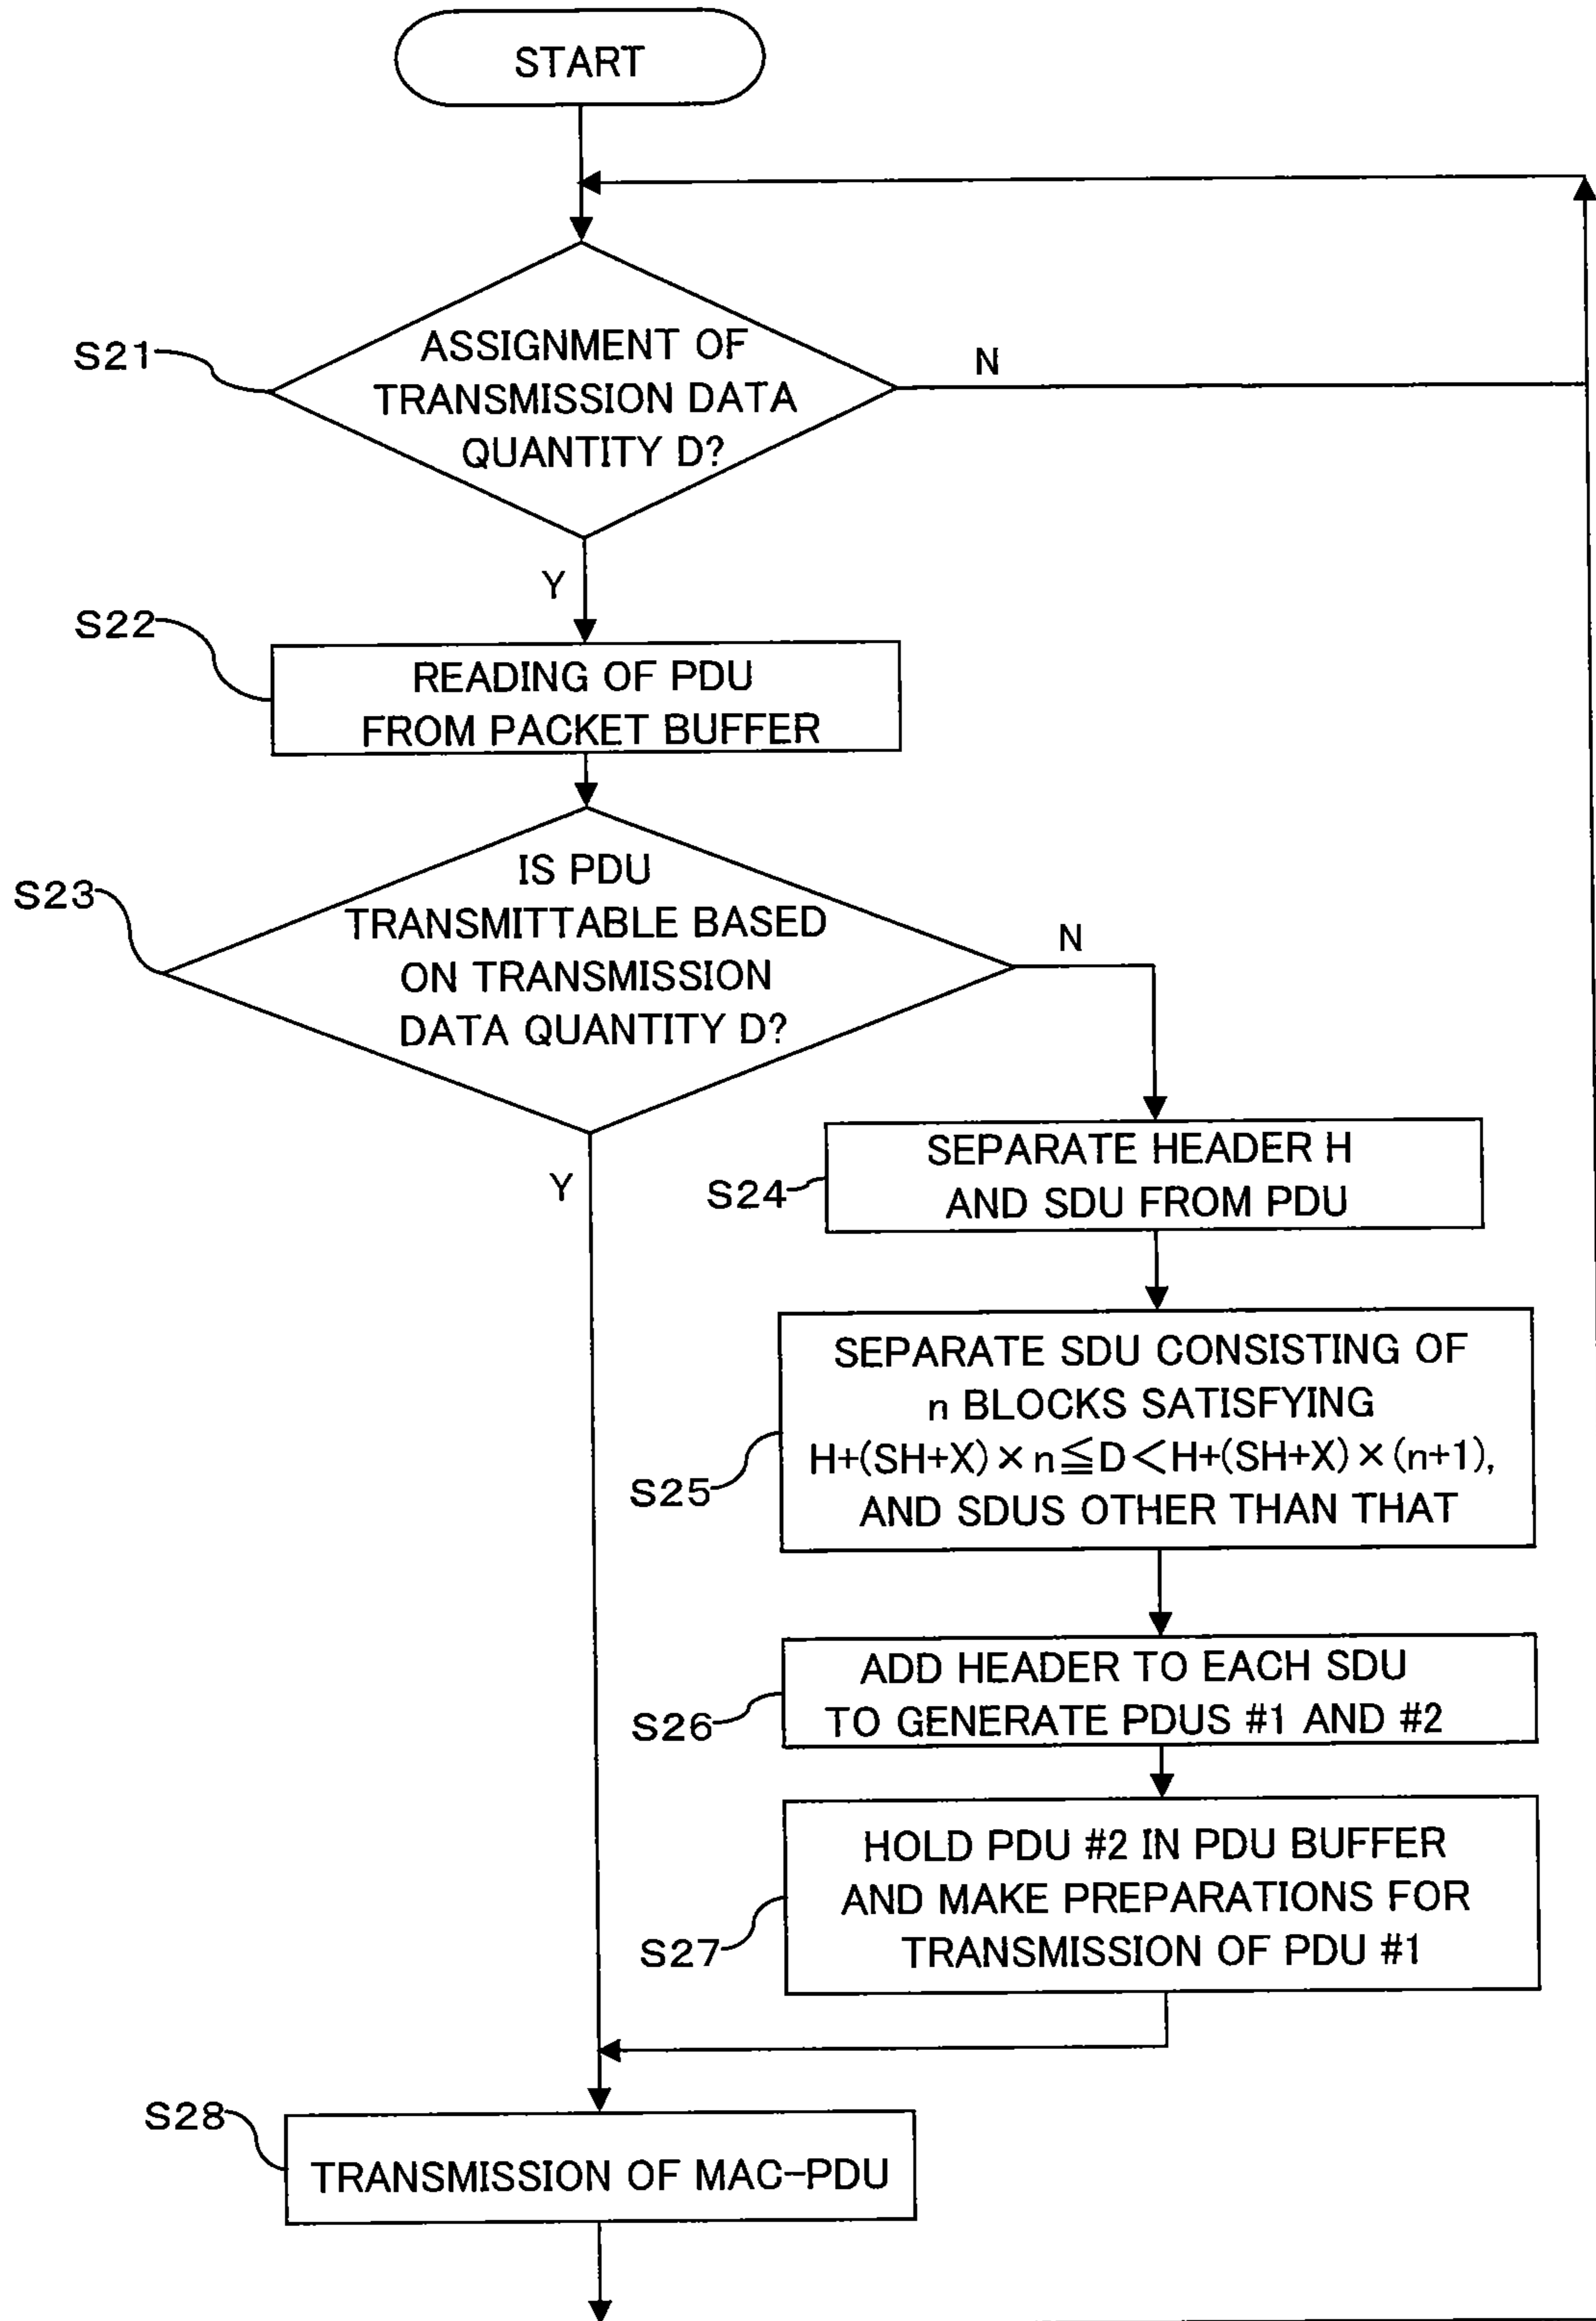 START
S21
ASSIGNMENT OF
TRANSMISSION DATA
QUANTITY D?
N
Y
S22
READING OF PDU
FROM PACKET BUFFER
S23
IS PDU
TRANSMITTABLE BASED
ON TRANSMISSION
DATA QUANTITY D?
N
Y
S24
SEPARATE HEADER H
AND SDU FROM PDU
S25
SEPARATE SDU CONSISTING OF
n BLOCKS SATISFYING
H+(SH+X)×n≦D<H+(SH+X)×(n+1),
AND SDUS OTHER THAN THAT
S26
ADD HEADER TO EACH SDU
TO GENERATE PDUS #1 AND #2
S27
HOLD PDU #2 IN PDU BUFFER
AND MAKE PREPARATIONS FOR
TRANSMISSION OF PDU #1
S28
TRANSMISSION OF MAC-PDU